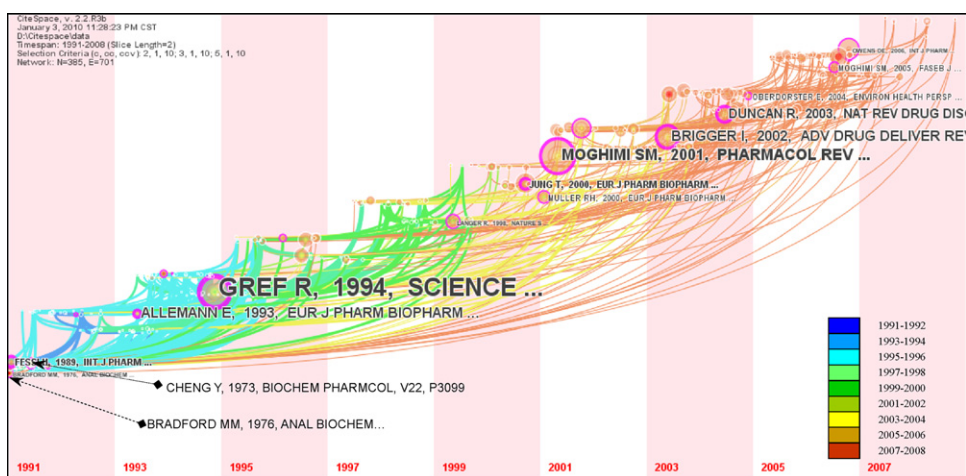 CiteSpace, v. 2.2.R3b
January 3, 2010 11:28:23 PM CST
D:\Citespace\data
Timespan: 1991-2008 (Slice Length=2)
Selection Criteria (c, cc, ccv): 2, 1, 10; 3, 1, 10; 5, 1, 10
Network: N=385, E=701
OWENS DE, 2006, INT J PHARM
MOGHIMI SM, 2005, FASEB J ...
OBERDORSTER E, 2004, ENVIRON HEALTH PERSP ...
DUNCAN R, 2003, NAT REV DRUG DISC
BRIGGER I, 2002, ADV DRUG DELIVER REV
MOGHIMI SM, 2001, PHARMACOL REV ...
JUNG T, 2000, EUR J PHARM BIOPHARM ...
MULLER RH, 2000, EUR J PHARM BIOPHARM ...
LANGER R, 1998, NATURE S ...
GREF R, 1994, SCIENCE ...
ALLEMANN E, 1993, EUR J PHARM BIOPHARM ...
1989, INT J PHARM ...
BRADFORD MM, 1976, ANAL BIOCHEM ...
CHENG Y, 1973, BIOCHEM PHARMCOL, V22, P3099
BRADFORD MM, 1976, ANAL BIOCHEM...
1991-1992
1993-1994
1995-1996
1997-1998
1999-2000
2001-2002
2003-2004
2005-2006
2007-2008
1991 1993 1995 1997 1999 2001 2003 2005 2007